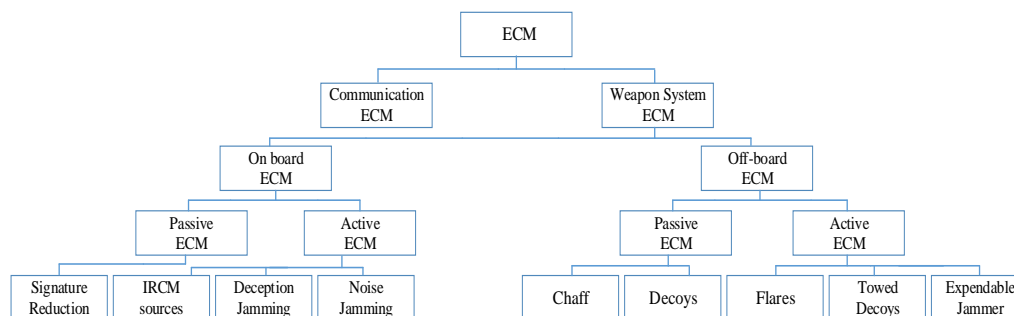 ECM
Communication
ECM
Weapon System
ECM
On board
ECM
Off-board
ECM
Passive
ECM
Active
ECM
Passive
ECM
Active
ECM
Signature
Reduction
IRCM
sources
Deception
Jamming
Noise
Jamming
Chaff
Decoys
Flares
Towed
Decoys
Expendable
Jammer